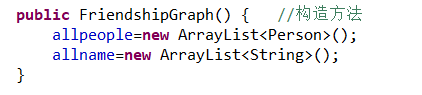 public FriendshipGraph() {   //构造方法
    allpeople=new ArrayList<Person>();
    allname=new ArrayList<String>();
}